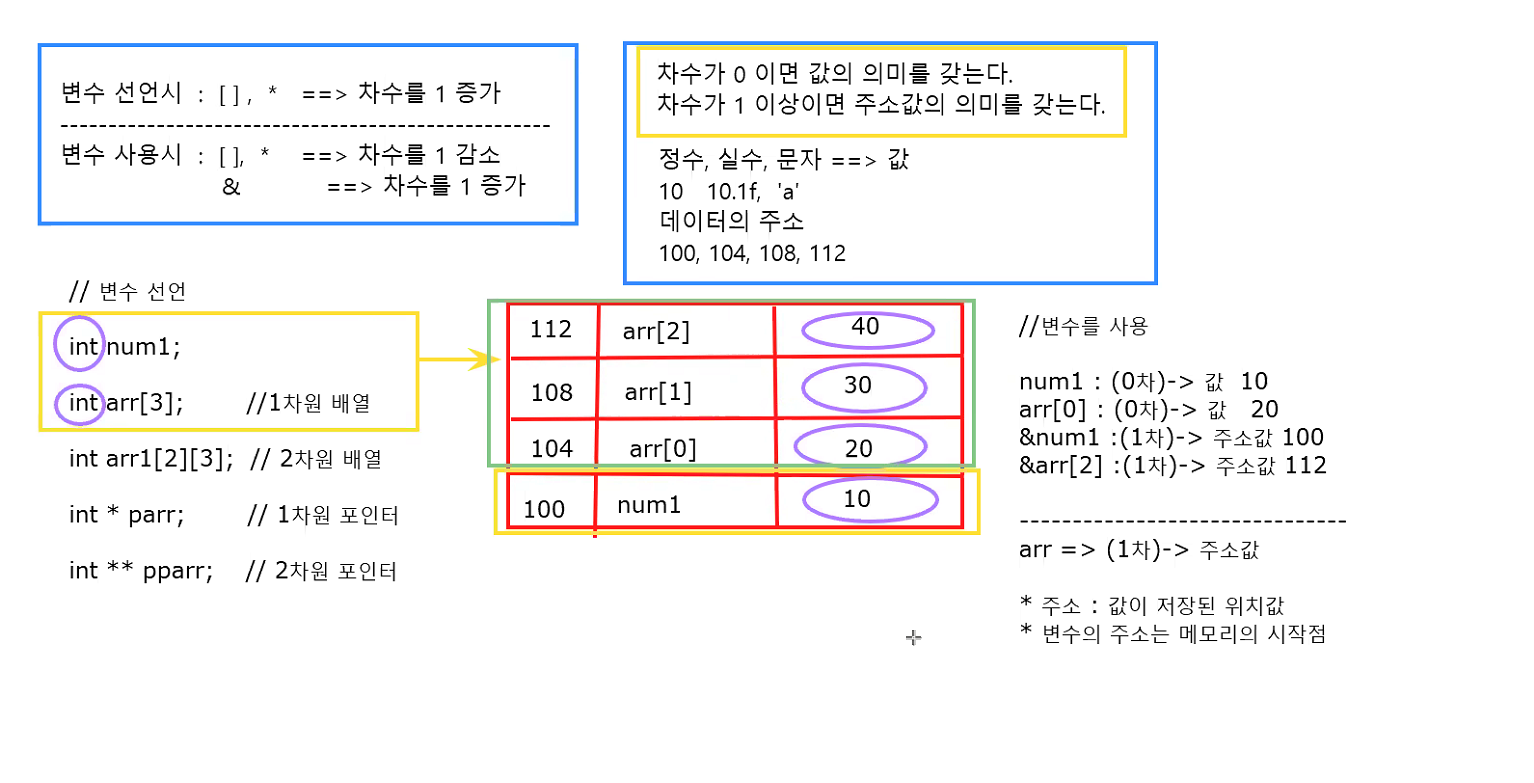 변수 선언시 : [ ] , * ==> 차수를 1 증가
---------------------------------------------------
변수 사용시 : [ ], * ==> 차수를 1 감소
& ==> 차수를 1 증가
차수가 0 이면 값의 의미를 갖는다.
차수가 1 이상이면 주소값의 의미를 갖는다.
정수, 실수, 문자 ==> 값
10 10.1f, 'a'
데이터의 주소
100, 104, 108, 112
// 변수 선언
int num1;
int arr[3]; //1차원 배열
int arr1[2][3]; // 2차원 배열
int * parr; // 1차원 포인터
int ** pparr; // 2차원 포인터
112 arr[2] 40
108 arr[1] 30
104 arr[0] 20
100 num1 10
//변수를 사용
num1 : (0차)-> 값 10
arr[0] : (0차)-> 값 20
&num1 :(1차)-> 주소값 100
&arr[2] :(1차)-> 주소값 112
-------------------------------
arr => (1차)-> 주소값
* 주소 : 값이 저장된 위치값
* 변수의 주소는 메모리의 시작점